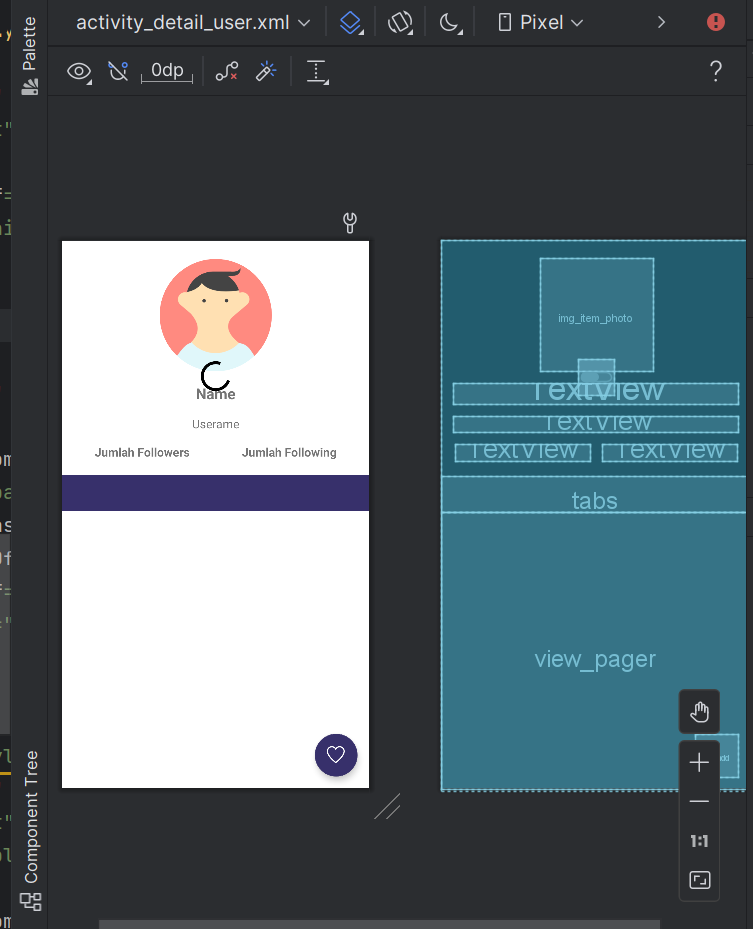 activity_detail_user.xml
Pixel
Palette
0dp
?
img_item_photo
Name
TextView
Userame
TextView
Jumlah Followers
Jumlah Following
TextView
TextView
tabs
view_pager
1:1
Component Tree